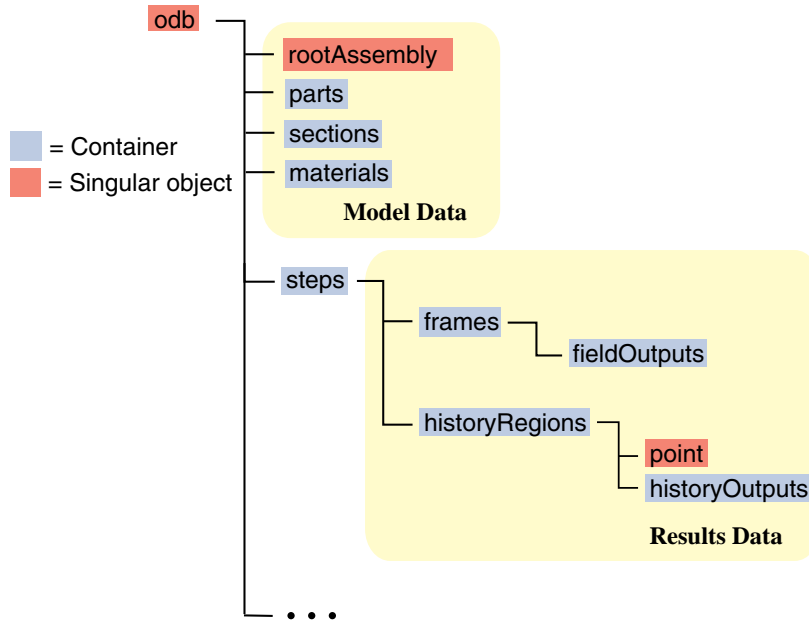 odb
rootAssembly
parts
sections
materials
Model Data
= Container
= Singular object
steps
frames
fieldOutputs
historyRegions
point
historyOutputs
Results Data
• • •